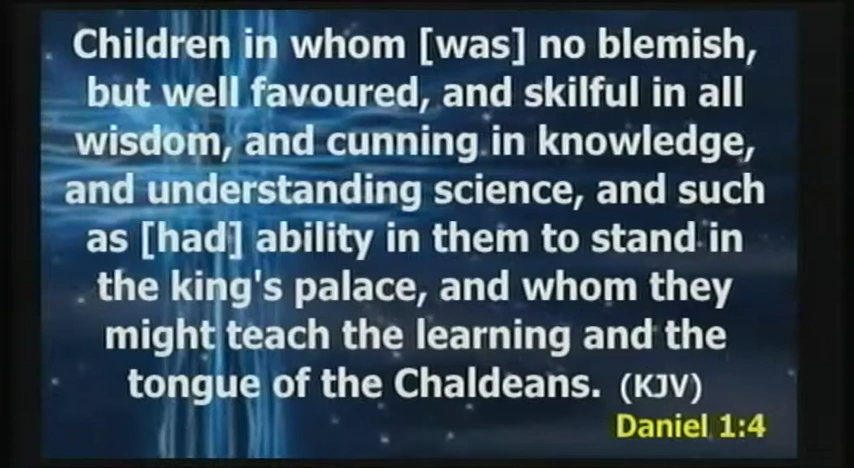 Children in whom [was] no blemish,
but well favoured, and skilful in all
wisdom, and cunning in knowledge,
and understanding science, and such
as [had] ability in them to stand in
the king's palace, and whom they
might teach the learning and the
tongue of the Chaldeans. (KJV)
Daniel 1:4